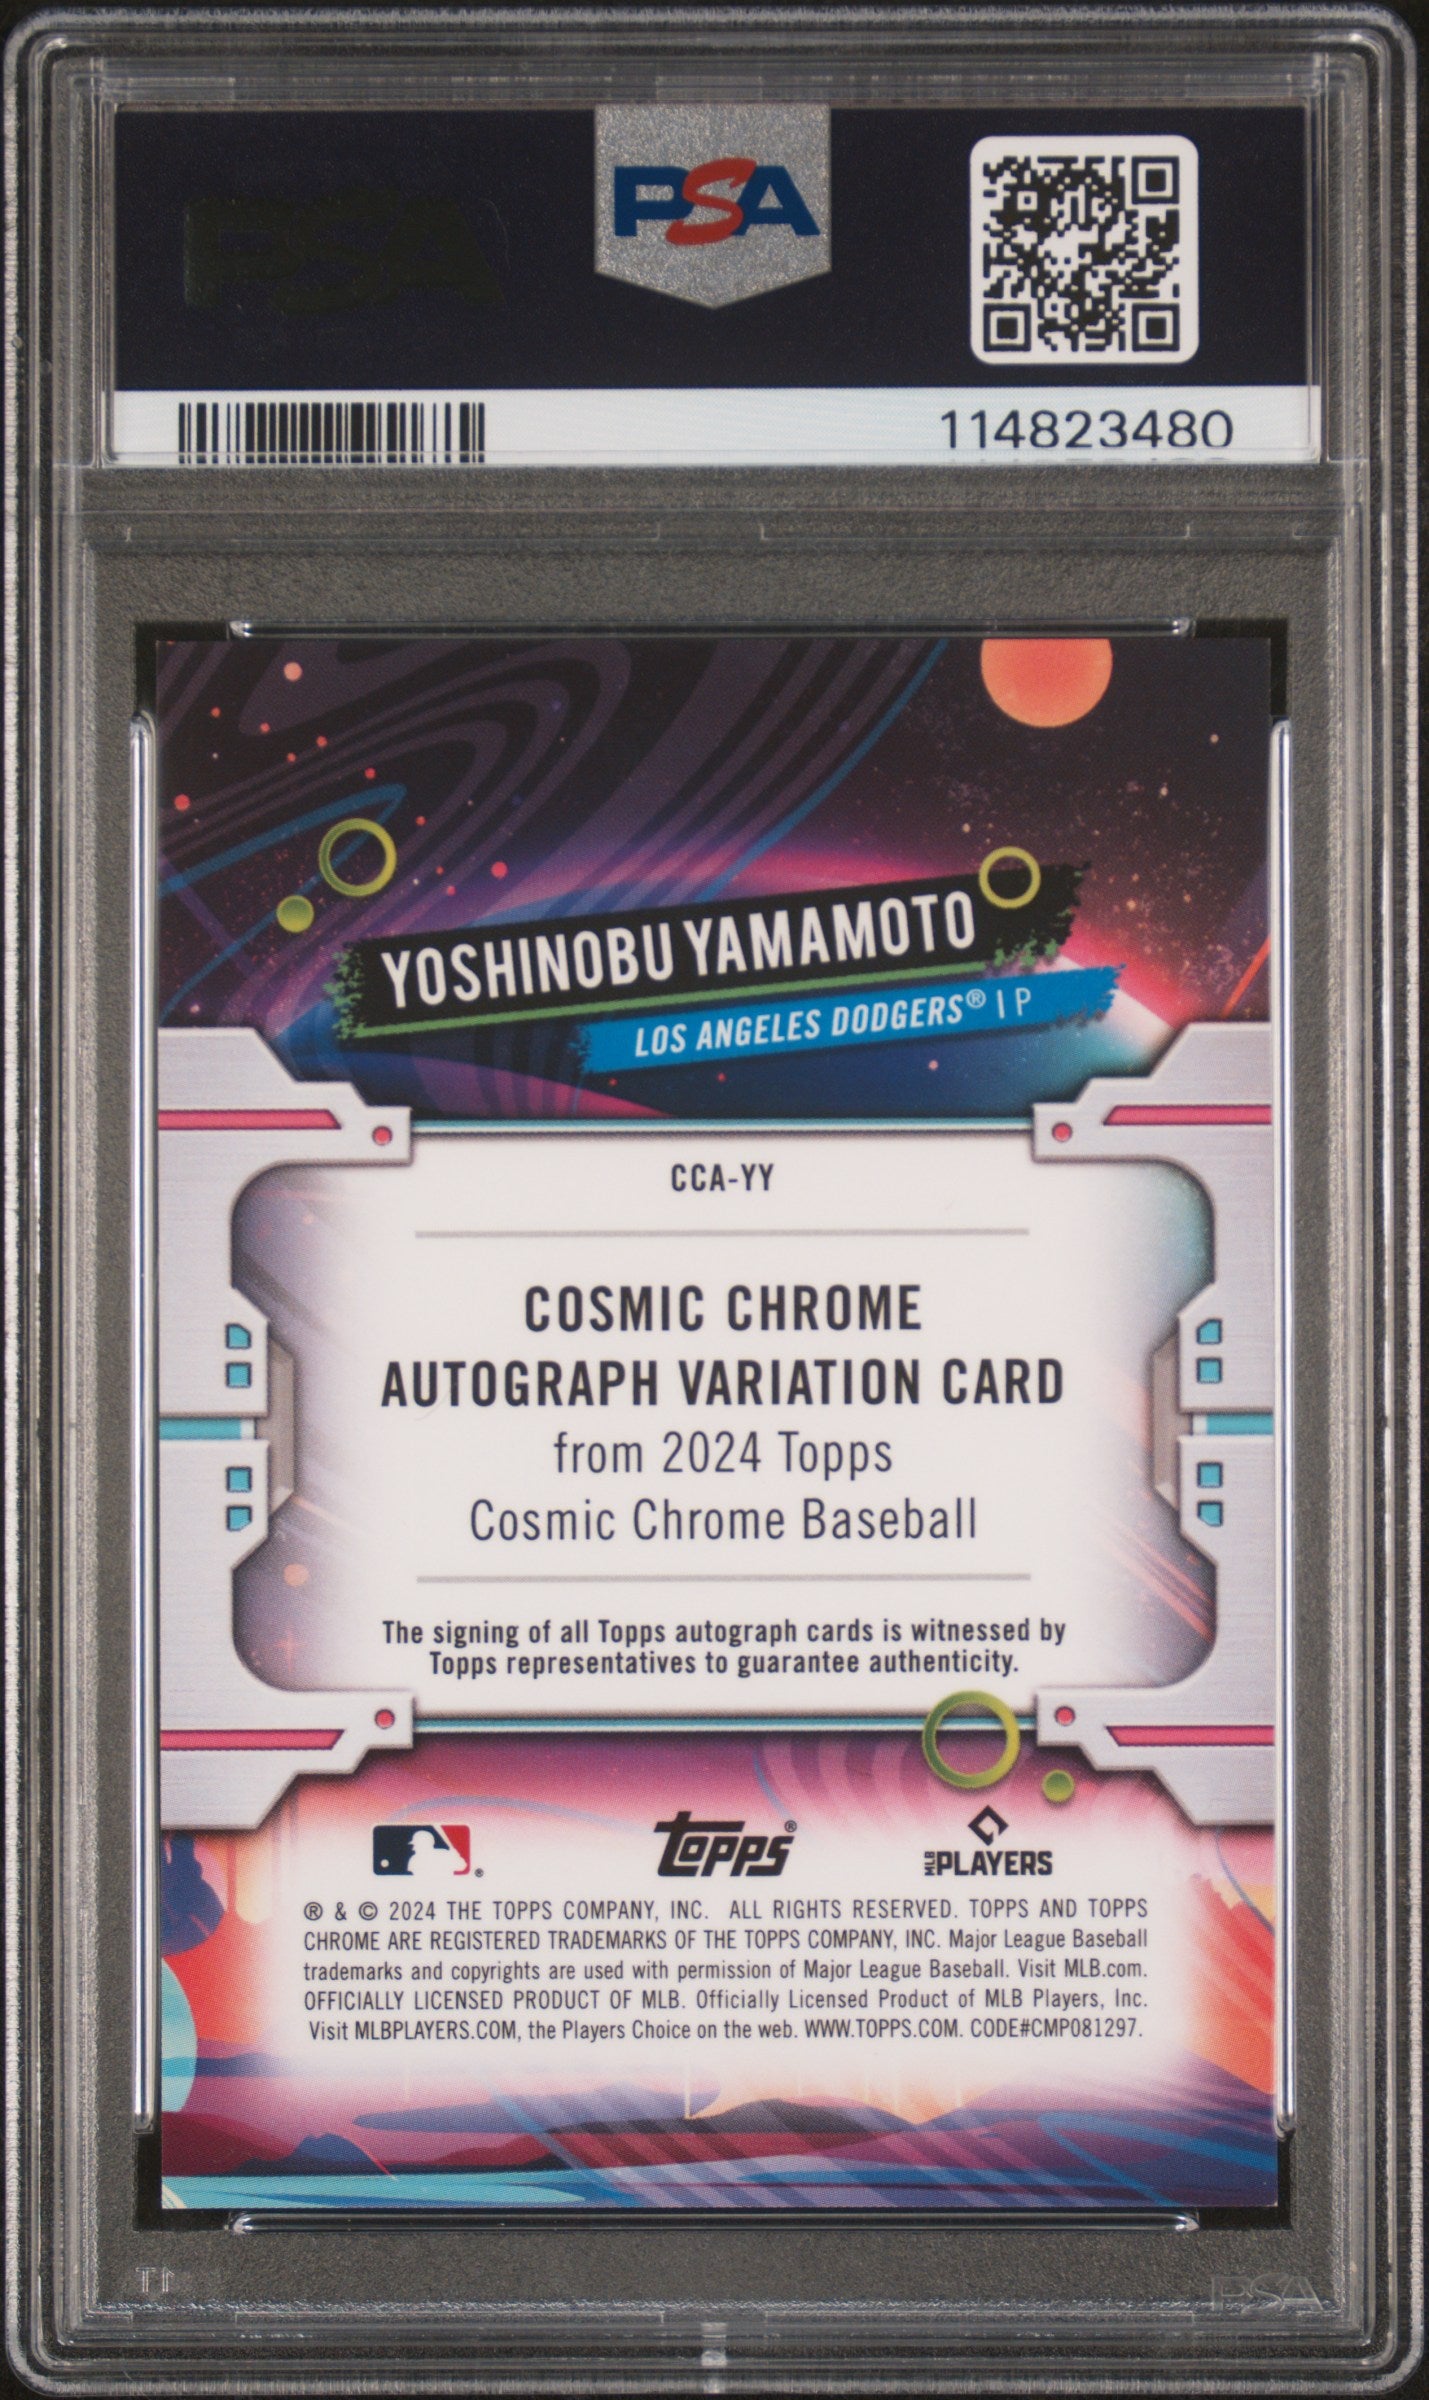 PSA
114823480
YOSHINOBU YAMAMOTO
LOS ANGELES DODGERS® | P
CCA-YY
COSMIC CHROME
AUTOGRAPH VARIATION CARD
from 2024 Topps
Cosmic Chrome Baseball
The signing of all Topps autograph cards is witnessed by
Topps representatives to guarantee authenticity.
® topps® MLB PLAYERS
® & © 2024 THE TOPPS COMPANY, INC. ALL RIGHTS RESERVED. TOPPS AND TOPPS
CHROME ARE REGISTERED TRADEMARKS OF THE TOPPS COMPANY, INC. Major League Baseball
trademarks and copyrights are used with permission of Major League Baseball. Visit MLB.com.
OFFICIALLY LICENSED PRODUCT OF MLB. Officially Licensed Product of MLB Players, Inc.
Visit MLBPLAYERS.COM, the Players Choice on the web. WWW.TOPPS.COM. CODE#CMP081297.
PSA